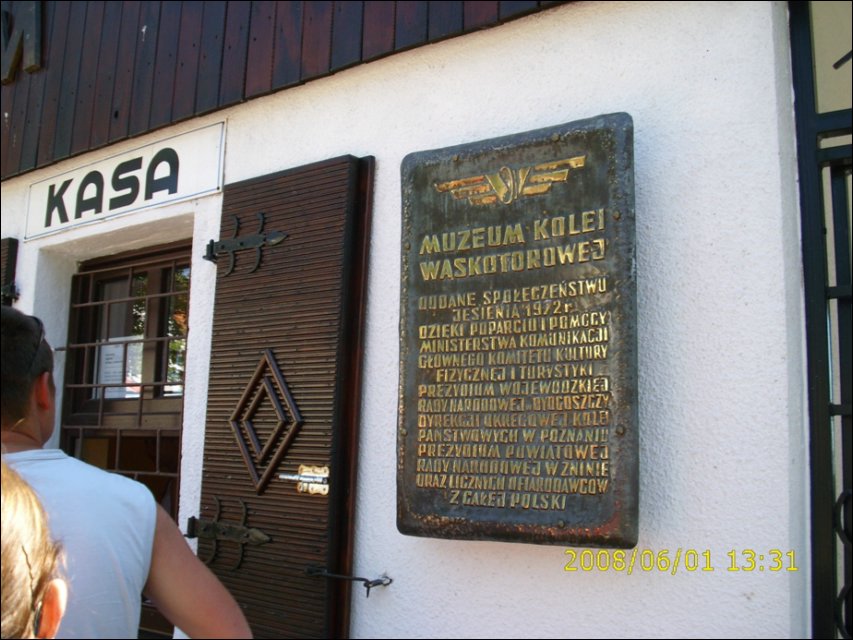 KASA
MUZEUM KOLEI
WASKOTOROWEJ
ODDANE SPOŁECZEŃSTWU
JESIENIĄ 1972 r.
DZIĘKI POPARCIU I POMOCY
MINISTERSTWA KOMUNIKACJI
GŁÓWNEGO KOMITETU KULTURY
FIZYCZNEJ I TURYSTYKI
PREZYDIUM WOJEWÓDZKIEJ
RADY NARODOWEJ BYDGOSZCZY
DYREKCJI OKRĘGOWEJ KOLEI
PAŃSTWOWYCH W POZNANIU
PREZYDIUM POWIATOWEJ
RADY NARODOWEJ W ŻNINIE
ORAZ LICZNYCH OFIARODAWCÓW
Z CAŁEJ POLSKI
2008/06/01 13:31